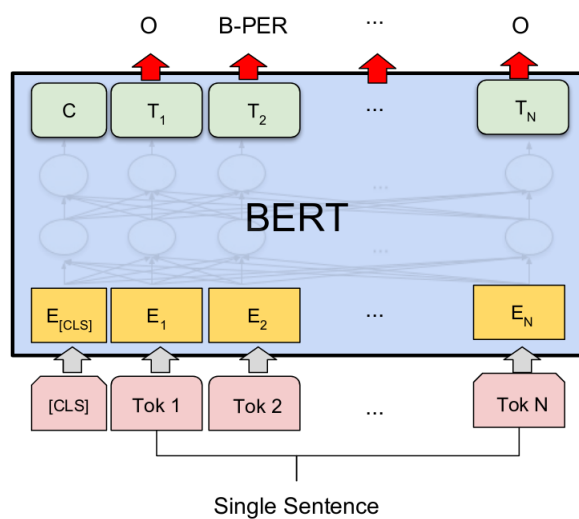 O B-PER ... O
C T1 T2 ... TN
...
BERT
...
E[CLS] E1 E2 ... EN
[CLS] Tok 1 Tok 2 ... Tok N
Single Sentence